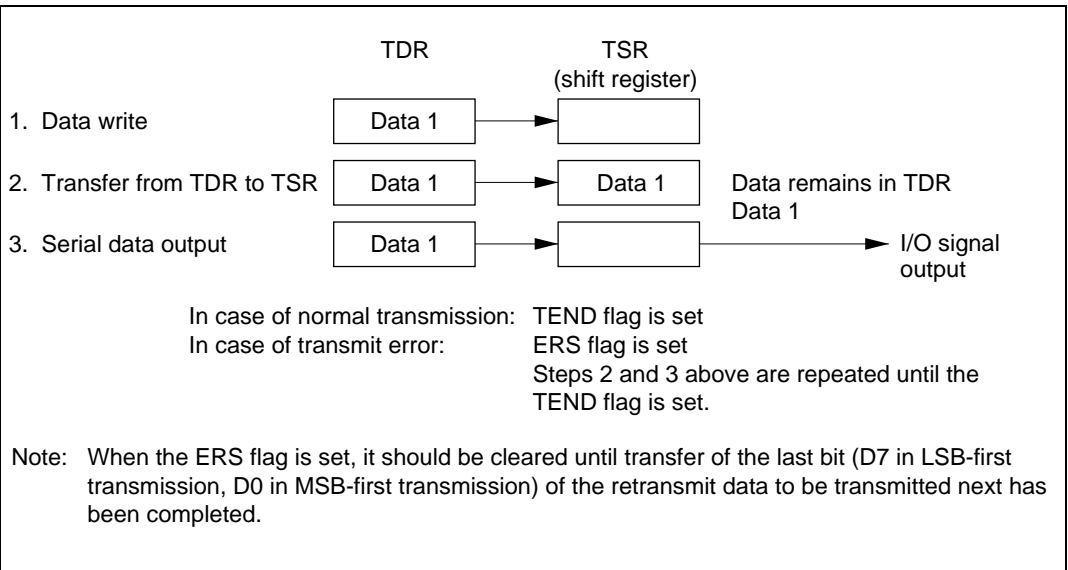 TDR TSR
(shift register)
1. Data write Data 1
2. Transfer from TDR to TSR Data 1 Data 1 Data remains in TDR
Data 1
3. Serial data output Data 1 I/O signal
output
In case of normal transmission: TEND flag is set
In case of transmit error: ERS flag is set
Steps 2 and 3 above are repeated until the
TEND flag is set.
Note: When the ERS flag is set, it should be cleared until transfer of the last bit (D7 in LSB-first
transmission, D0 in MSB-first transmission) of the retransmit data to be transmitted next has
been completed.